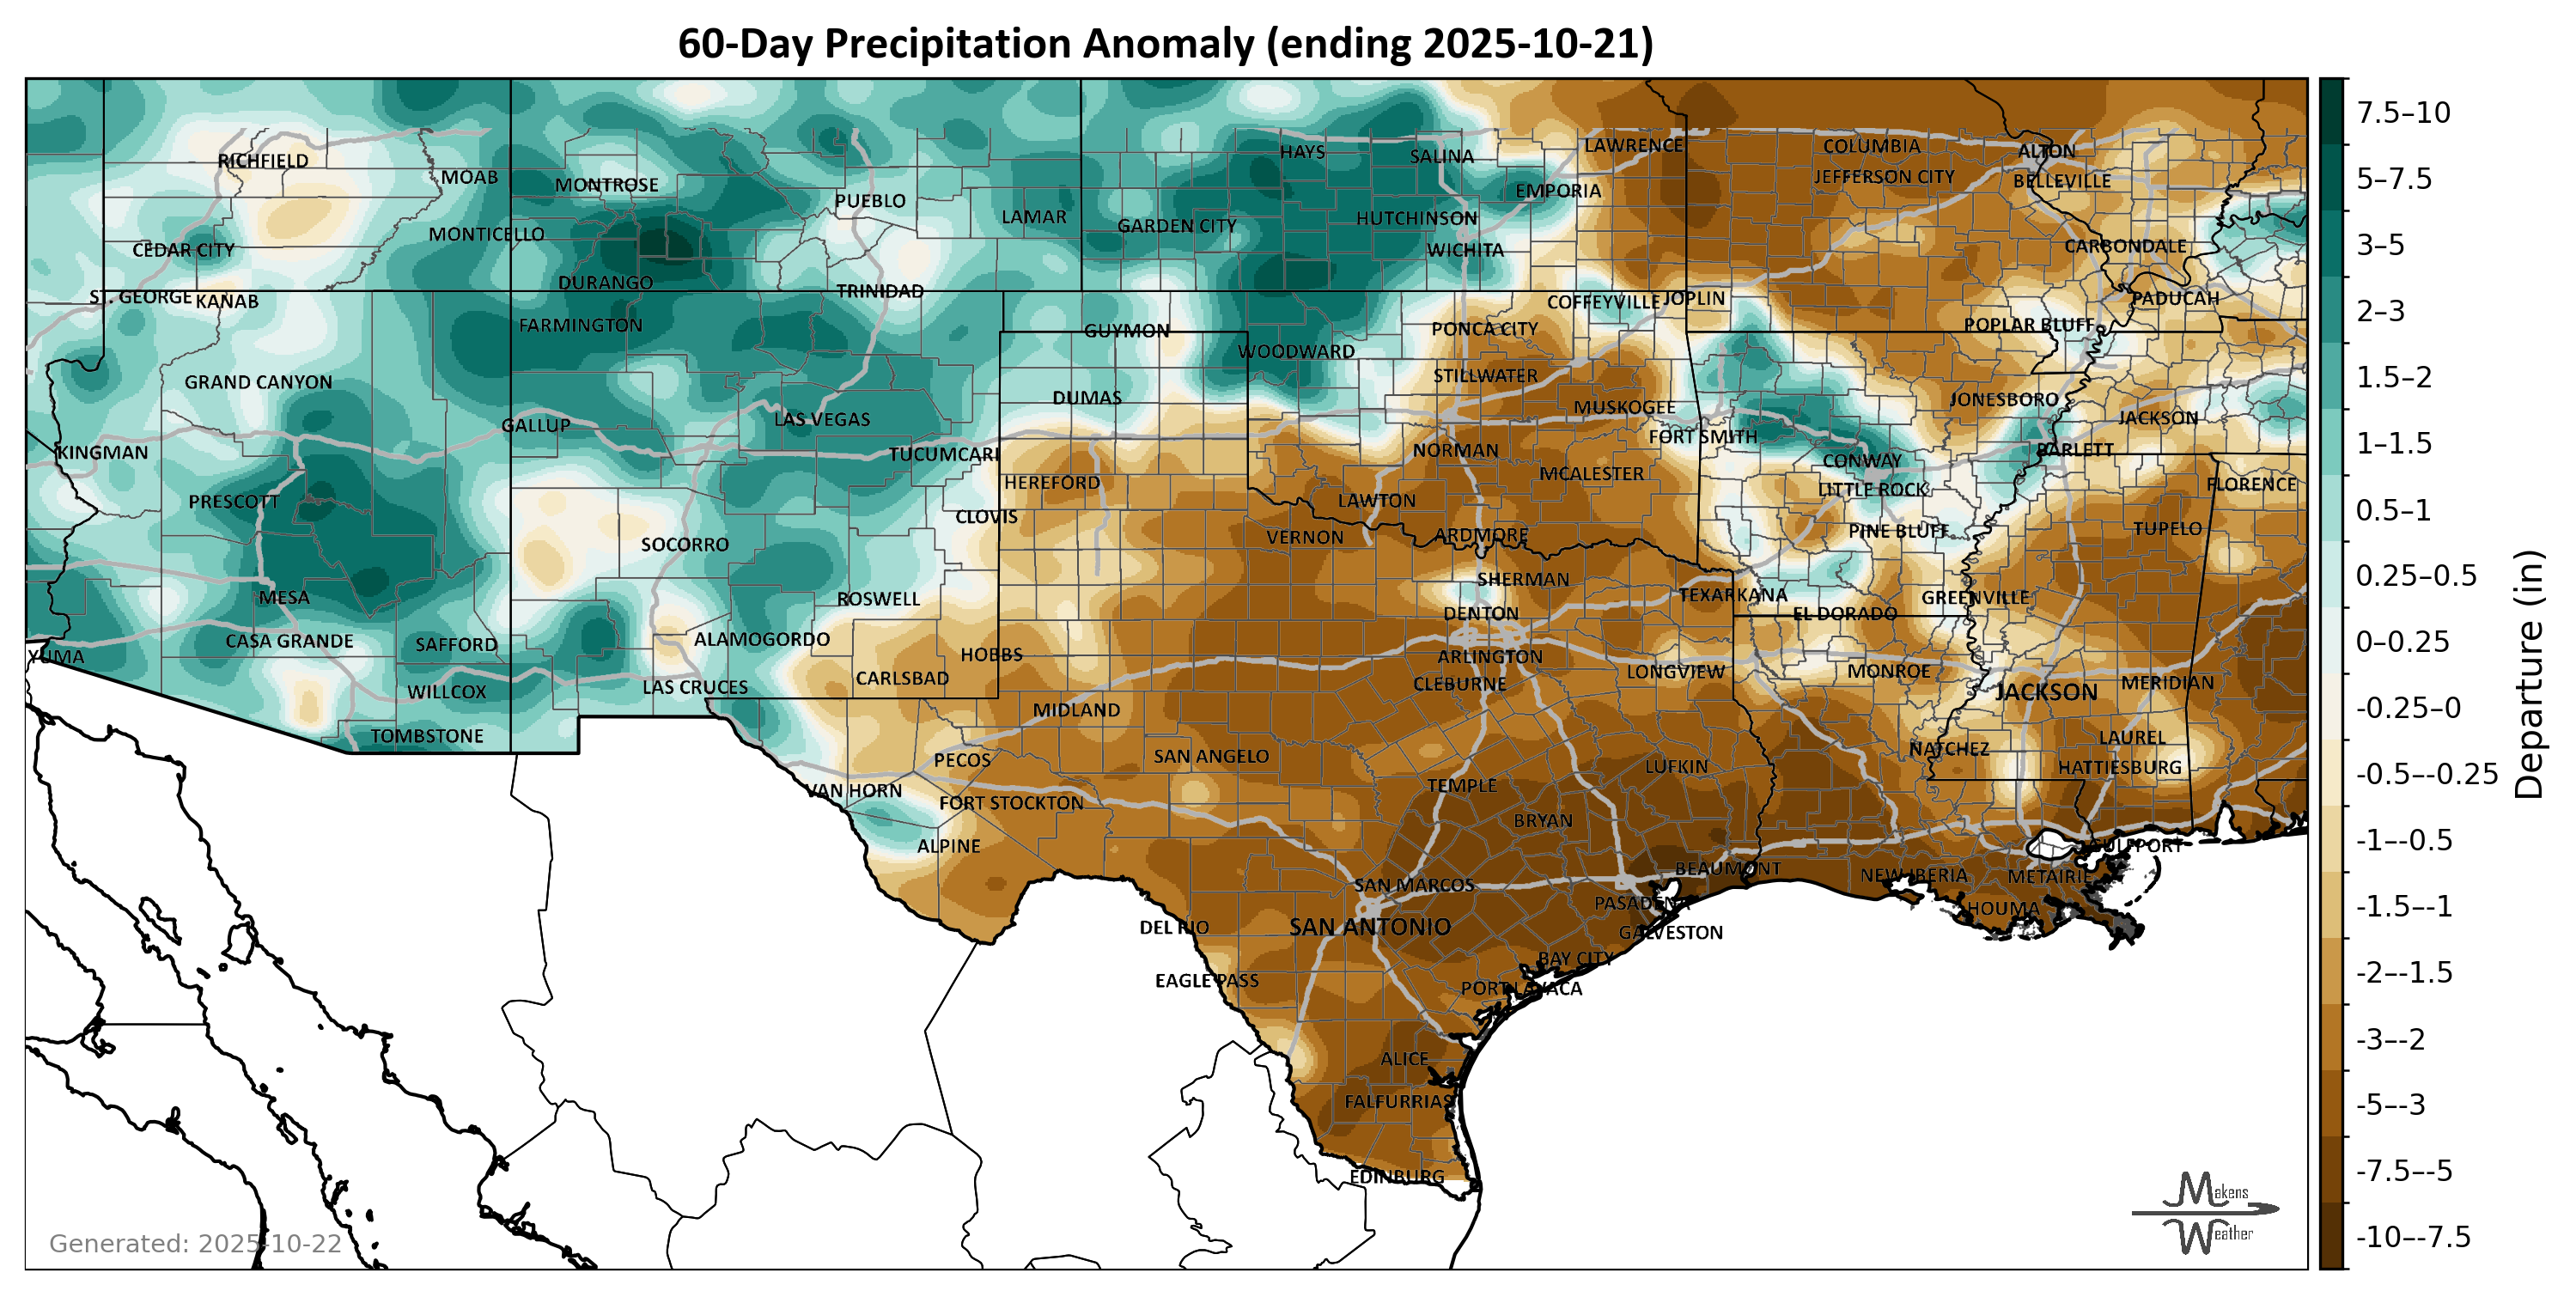 60-Day Precipitation Anomaly (ending 2025-10-21)
HAYS
SALINA
LAWRENCE
COLUMBIA
ALTON
RICHFIELD
MOAB
MONTROSE
EMPORIA
JEFFERSON CITY
BELLEVILLE
PUEBLO
LAMAR
GARDEN CITY
HUTCHINSON
MONTICELLO
CEDAR CITY
WICHITA
CARBONDALE
DURANGO
TRINIDAD
ST. GEORGE
KANAB
COFFEYVILLE
JOPLIN
PADUCAH
FARMINGTON
GUYMON
PONCA CITY
POPLAR BLUFF
WOODWARD
GRAND CANYON
STILLWATER
DUMAS
MUSKOGEE
JONESBORO
JACKSON
GALLUP
LAS VEGAS
FORT SMITH
KINGMAN
TUCUMCARI
NORMAN
BARLETT
CONWAY
HEREFORD
MCALESTER
LITTLE ROCK
FLORENCE
PRESCOTT
LAWTON
CLOVIS
PINE BLUFF
TUPELO
SOCORRO
VERNON
ARDMORE
SHERMAN
MESA
ROSWELL
TEXARKANA
GREENVILLE
DENTON
EL DORADO
CASA GRANDE
SAFFORD
ALAMOGORDO
YUMA
HOBBS
ARLINGTON
LONGVIEW
MONROE
CARLSBAD
CLEBURNE
MERIDIAN
WILLCOX
LAS CRUCES
JACKSON
MIDLAND
TOMBSTONE
LAUREL
NATCHEZ
PECOS
SAN ANGELO
LUFKIN
HATTIESBURG
VAN HORN
FORT STOCKTON
TEMPLE
BRYAN
ALPINE
GULFPORT
BEAUMONT
NEW IBERIA
METAIRIE
SAN MARCOS
PASADENA
HOUMA
DEL RIO
SAN ANTONIO
GALVESTON
BAY CITY
EAGLE PASS
PORT LAVACA
ALICE
FALFURRIAS
EDINBURG
Generated: 2025-10-22
Makens
Weather
7.5–10
5–7.5
3–5
2–3
1.5–2
1–1.5
0.5–1
0.25–0.5
0–0.25
-0.25–0
-0.5–-0.25
-1–-0.5
-1.5–-1
-2–-1.5
-3–-2
-5–-3
-7.5–-5
-10–-7.5
Departure (in)